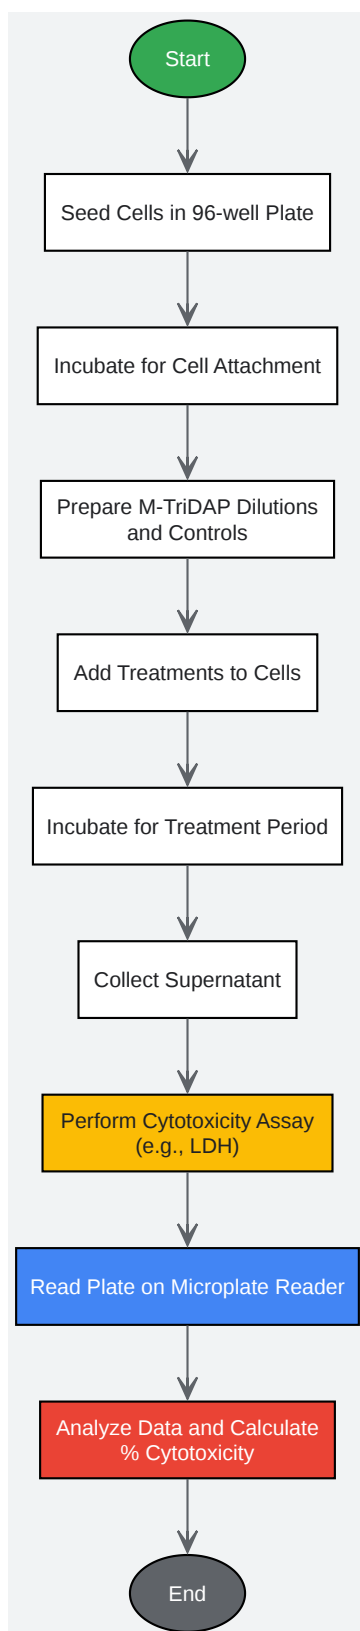 Start
Seed Cells in 96-well Plate
Incubate for Cell Attachment
Prepare M-TriDAP Dilutions
and Controls
Add Treatments to Cells
Incubate for Treatment Period
Collect Supernatant
Perform Cytotoxicity Assay
(e.g., LDH)
Read Plate on Microplate Reader
Analyze Data and Calculate
% Cytotoxicity
End